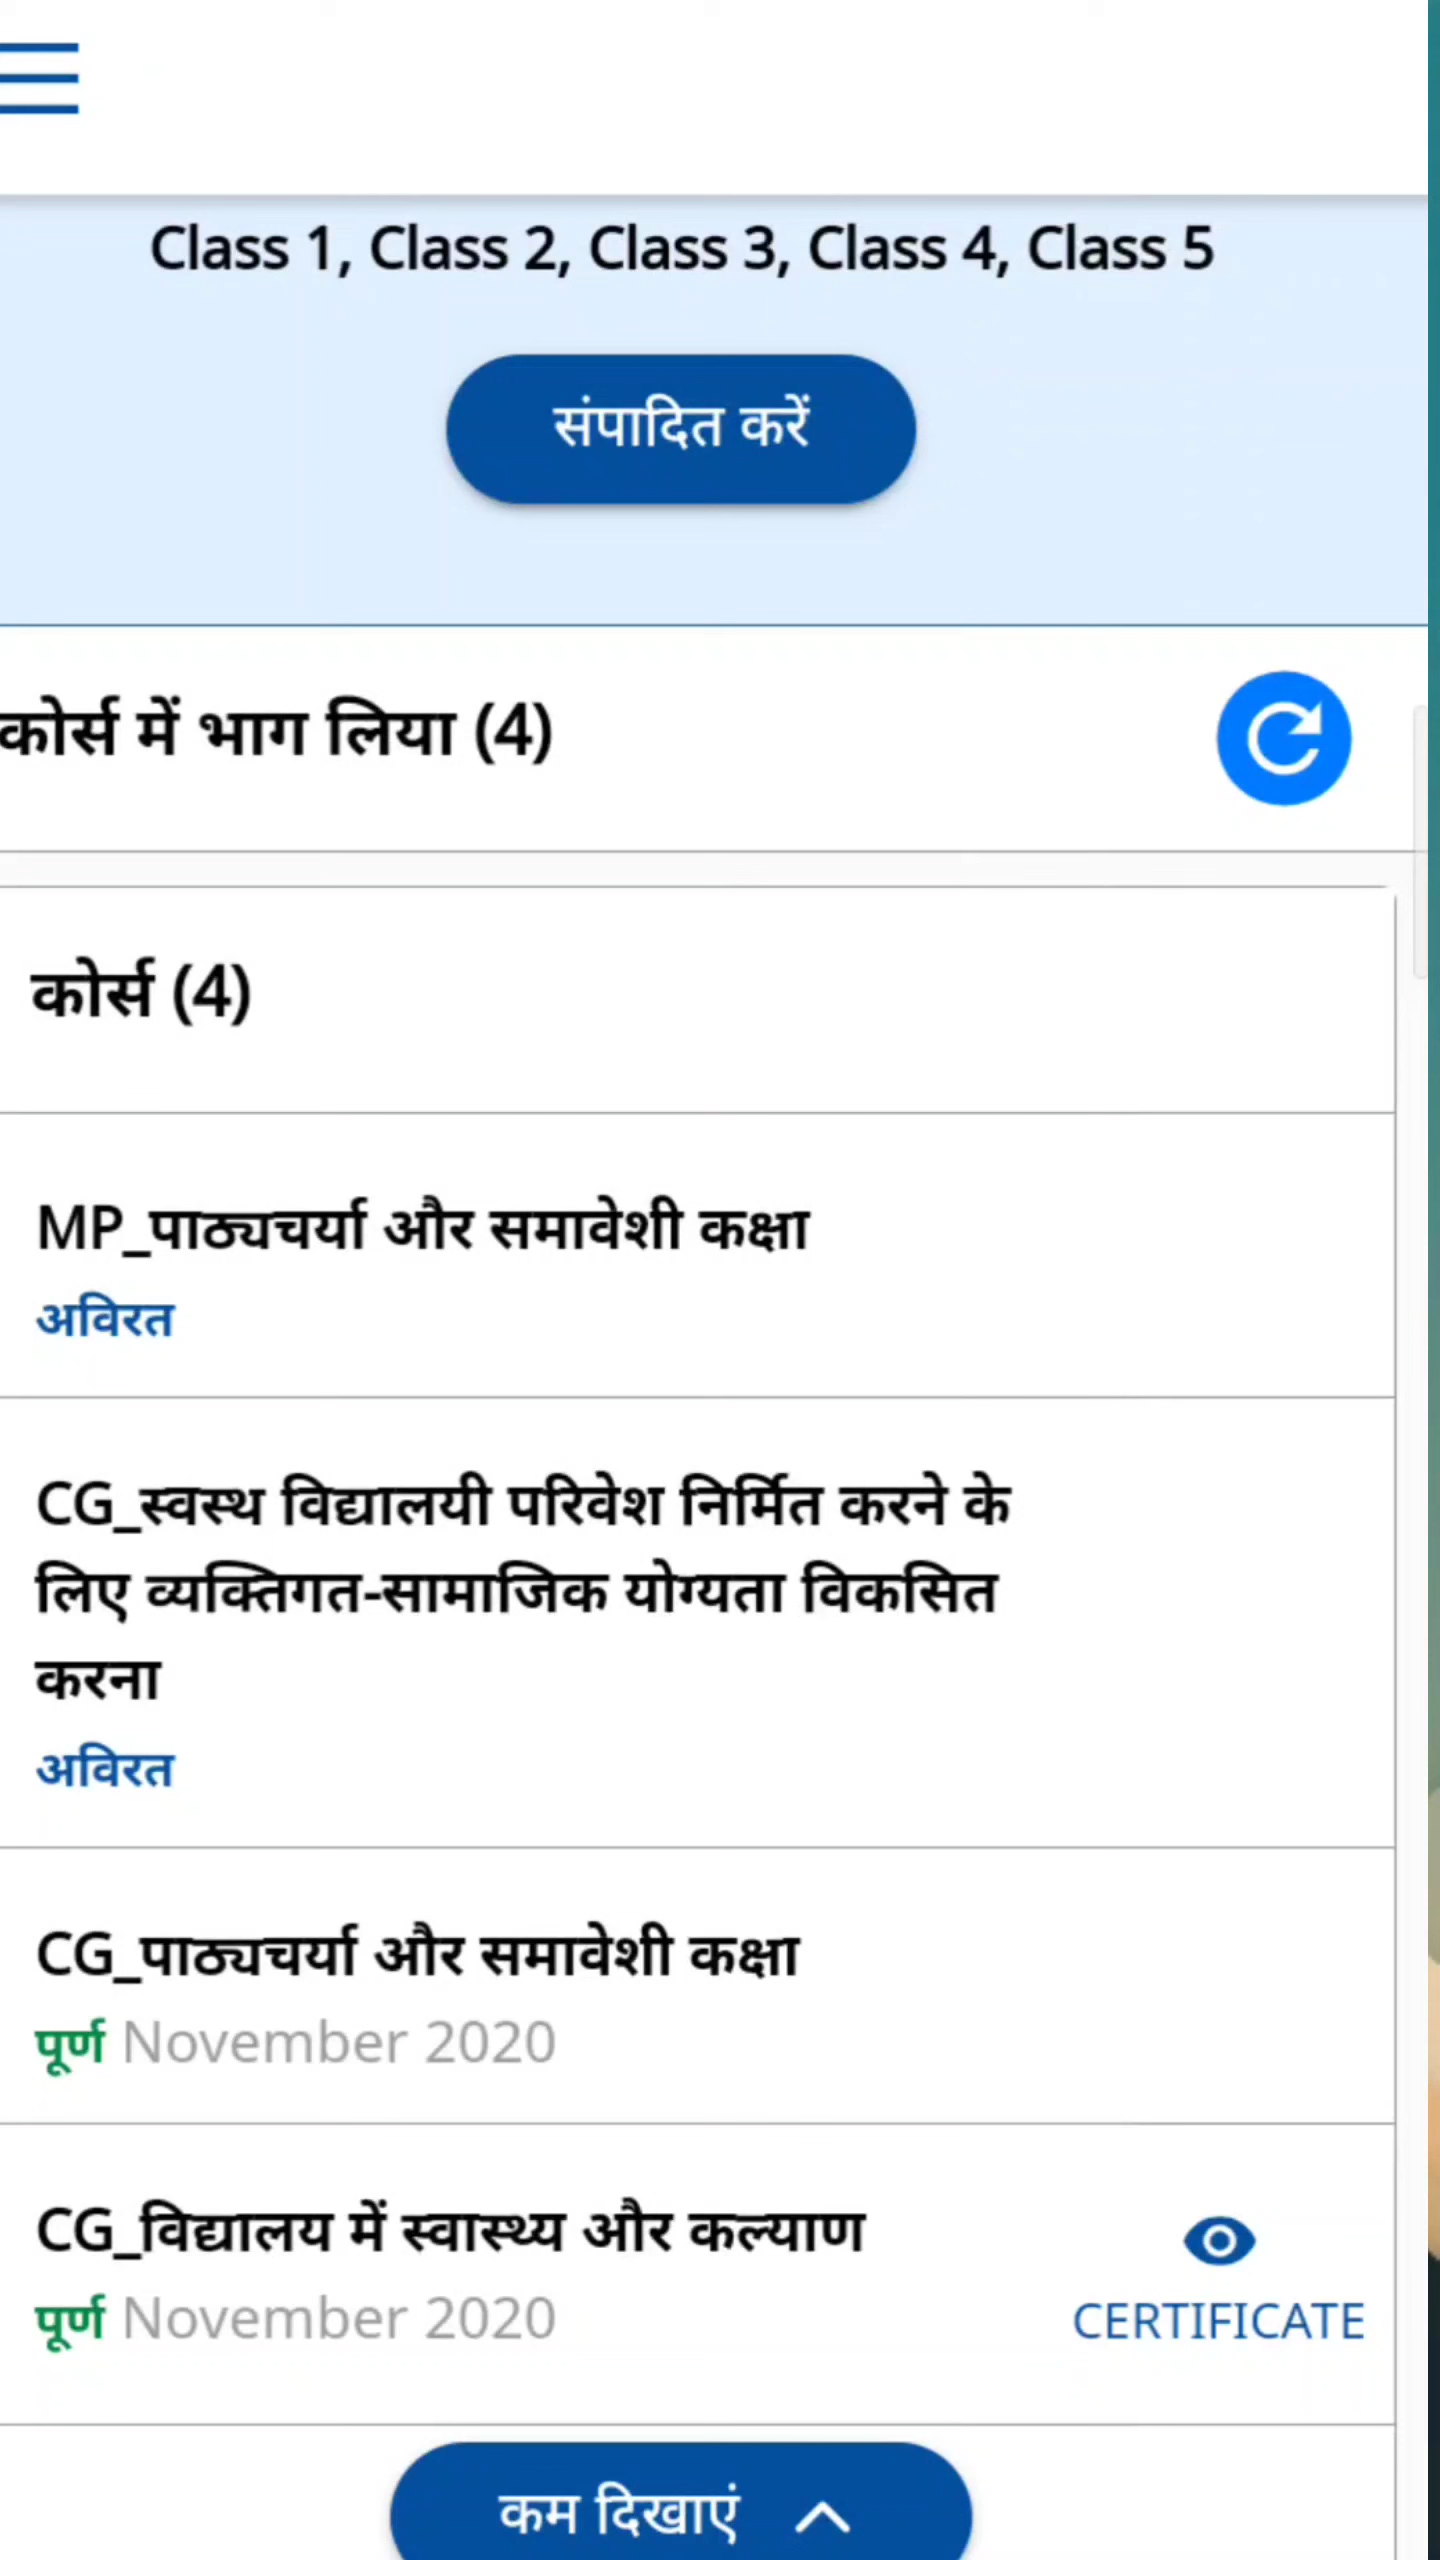 Class 1, Class 2, Class 3, Class 4, Class 5
संपादित करें
कोर्स में भाग लिया (4)
कोर्स (4)
MP_पाठ्यचर्या और समावेशी कक्षा
अविरत
CG_स्वस्थ विद्यालयी परिवेश निर्मित करने के
लिए व्यक्तिगत-सामाजिक योग्यता विकसित
करना
अविरत
CG_पाठ्यचर्या और समावेशी कक्षा
पूर्ण November 2020
CG_विद्यालय में स्वास्थ्य और कल्याण
पूर्ण November 2020
CERTIFICATE
कम दिखाएं